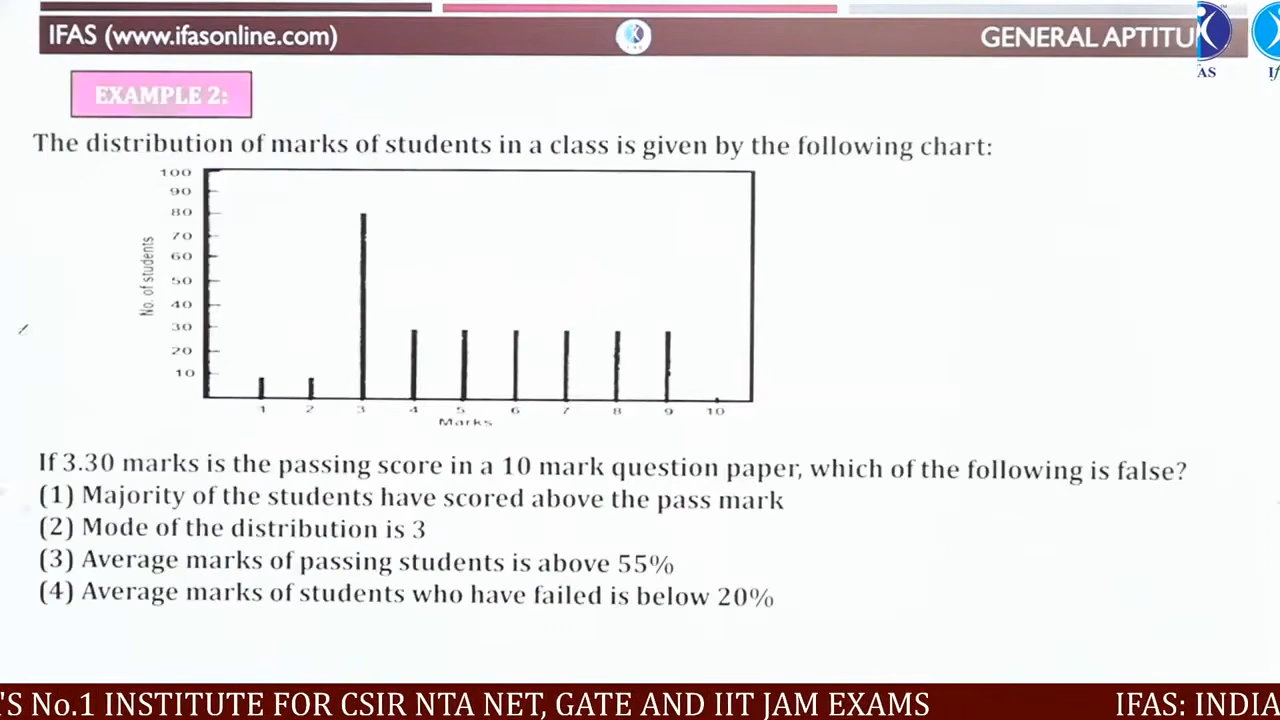 IFAS (www.ifasonline.com)
GENERAL APTITU
AS
EXAMPLE 2:
The distribution of marks of students in a class is given by the following chart:
100
90
80
70
60
50
40
30
20
10
No. of students
1 2 3 4 5 6 7 8 9 10
Marks
If 3.30 marks is the passing score in a 10 mark question paper, which of the following is false?
(1) Majority of the students have scored above the pass mark
(2) Mode of the distribution is 3
(3) Average marks of passing students is above 55%
(4) Average marks of students who have failed is below 20%
'S No.1 INSTITUTE FOR CSIR NTA NET, GATE AND IIT JAM EXAMS
IFAS: INDIA